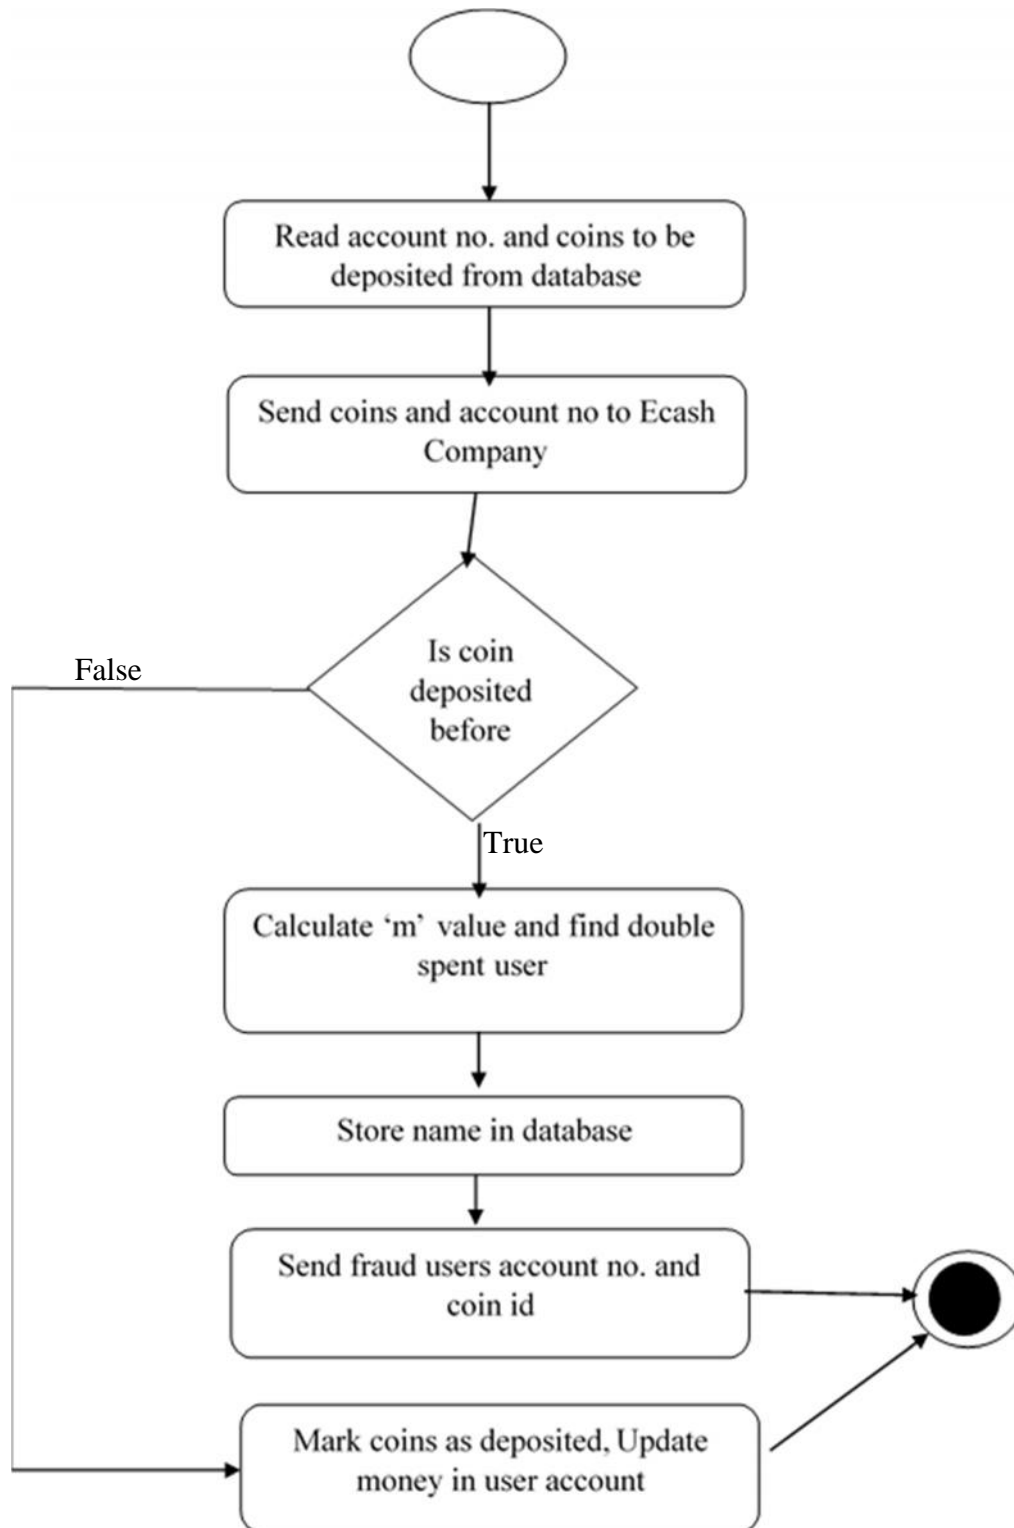 Read account no. and coins to be
deposited from database
Send coins and account no to Ecash
Company
Is coin
deposited
before
False
True
Calculate ‘m’ value and find double
spent user
Store name in database
Send fraud users account no. and
coin id
Mark coins as deposited, Update
money in user account